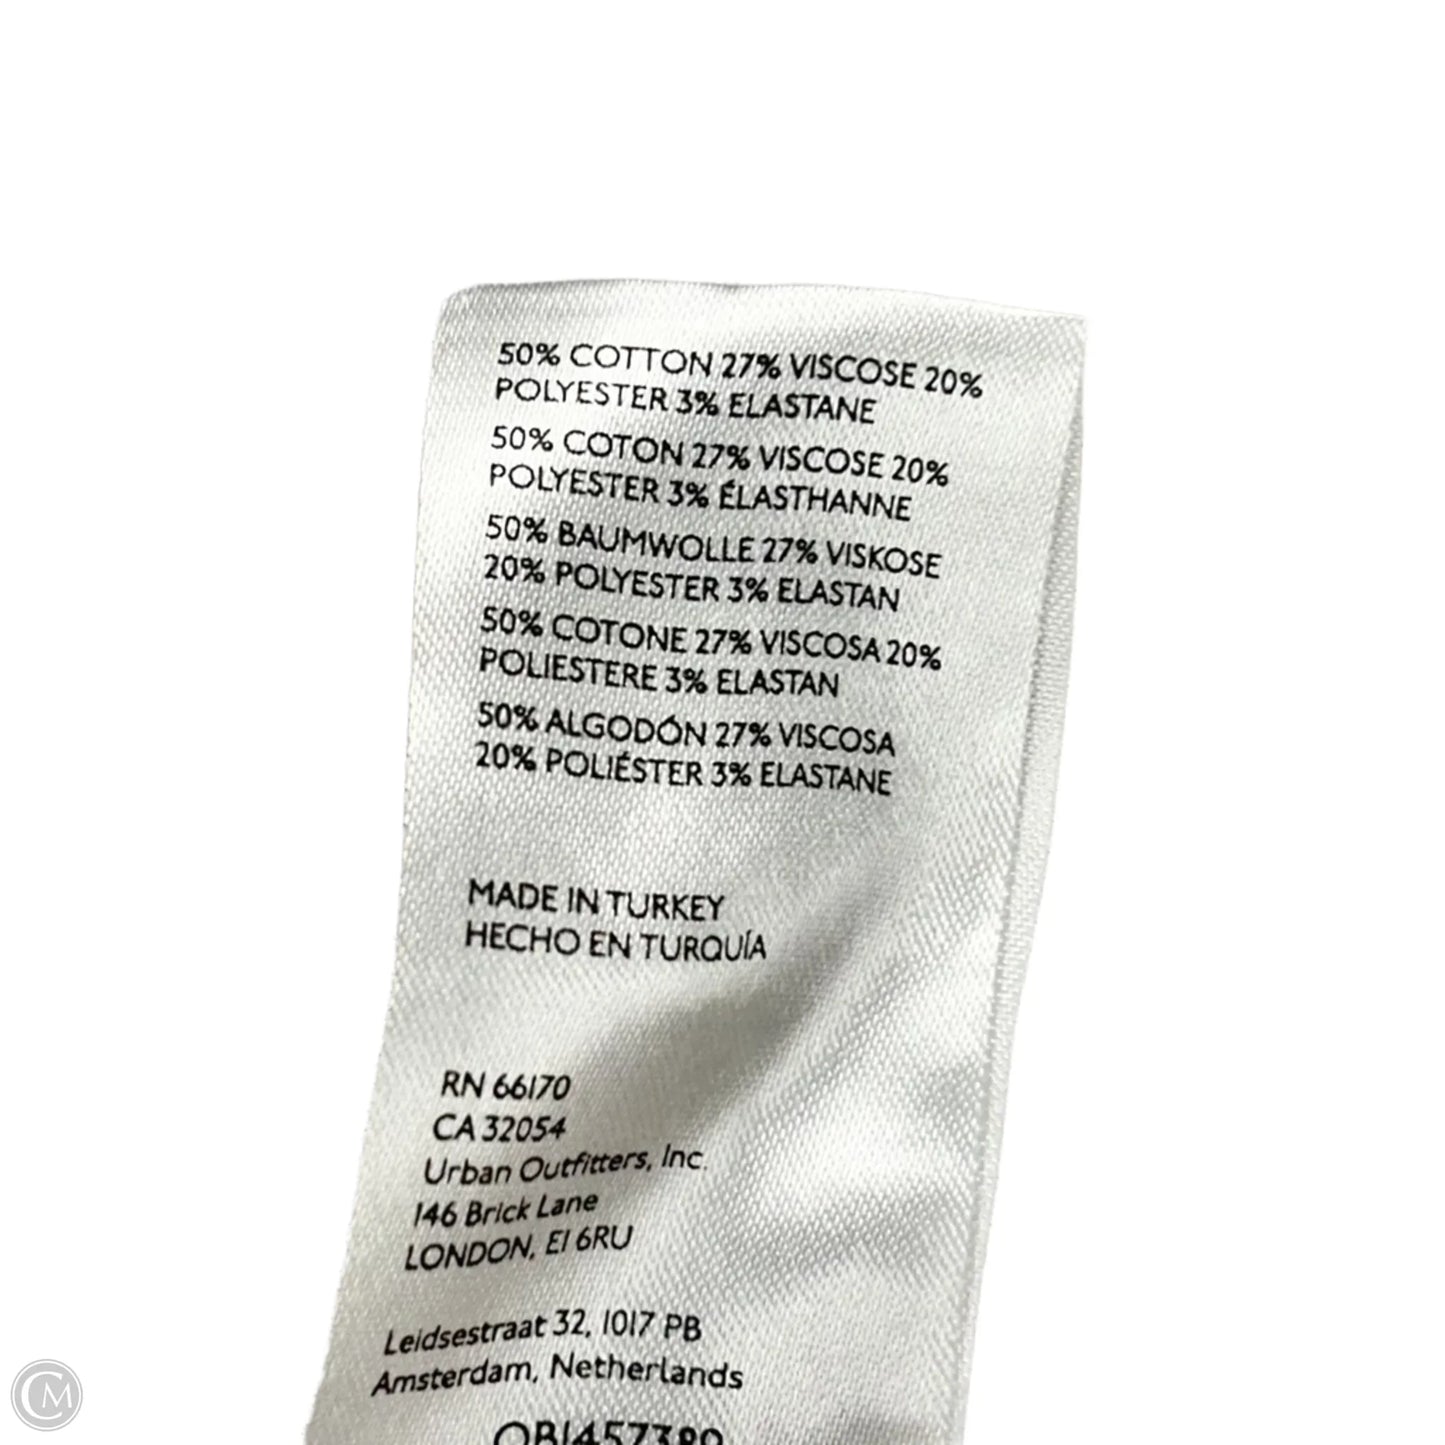 50% COTTON 27% VISCOSE 20%
POLYESTER 3% ELASTANE
50% COTON 27% VISCOSE 20%
POLYESTER 3% ÉLASTHANNE
50% BAUMWOLLE 27% VISKOSE
20% POLYESTER 3% ELASTAN
50% COTONE 27% VISCOSA 20%
POLIESTERE 3% ELASTAN
50% ALGODÓN 27% VISCOSA
20% POLIÉSTER 3% ELASTANE
MADE IN TURKEY
HECHO EN TURQUÍA
RN 66170
CA 32054
Urban Outfitters, Inc.
146 Brick Lane
LONDON, E1 6RU
Leidsestraat 32, 1017 PB
Amsterdam, Netherlands
CM